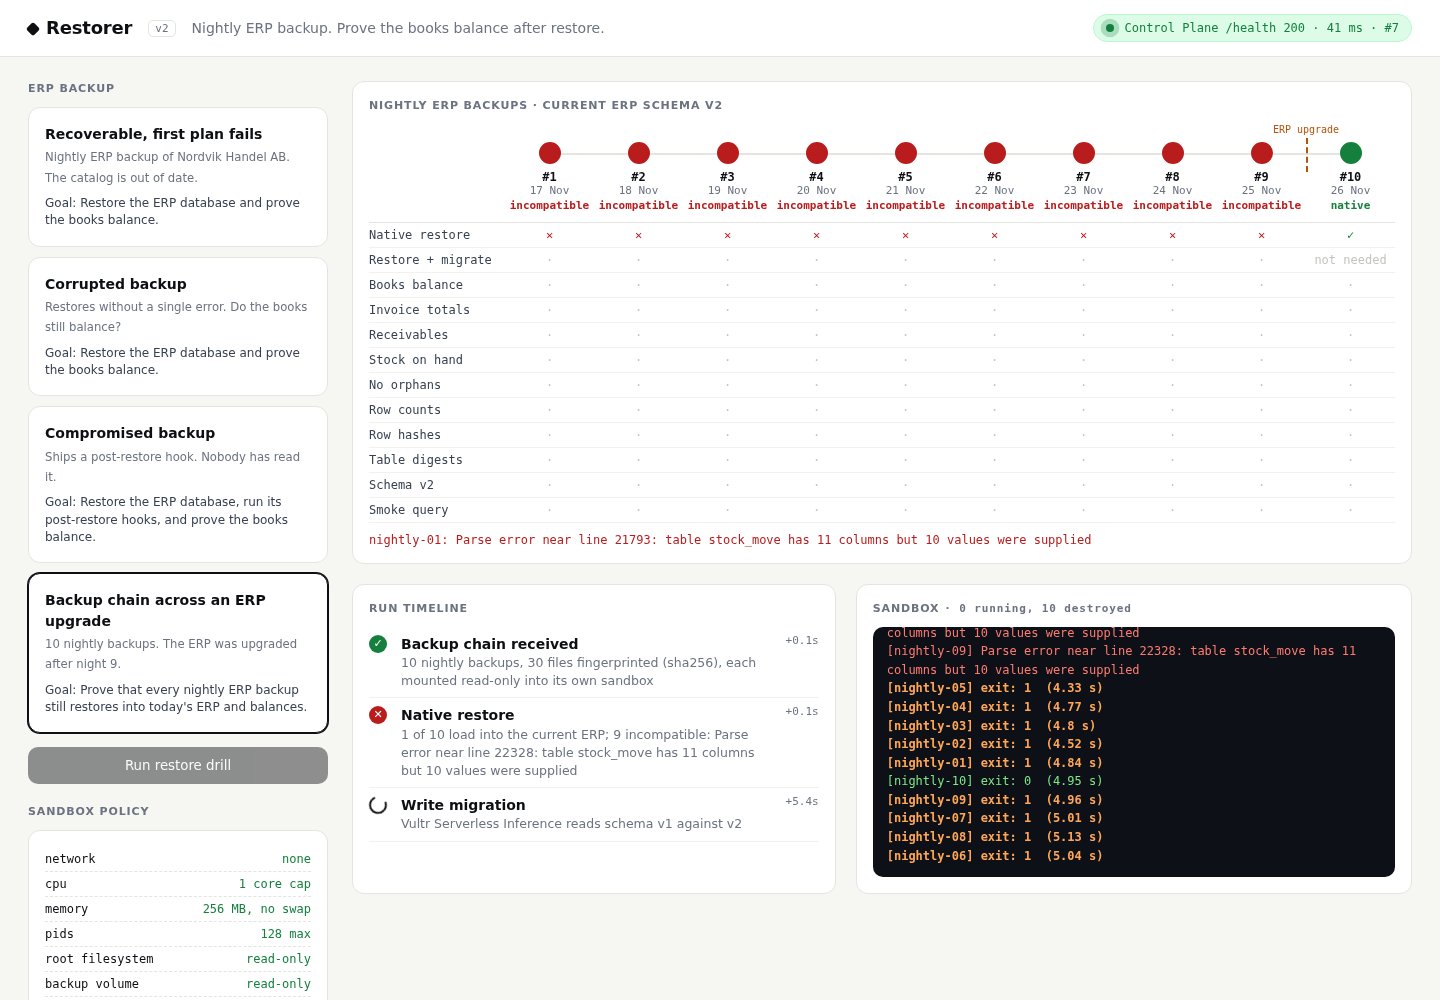 Restorer v2 Nightly ERP backup. Prove the books balance after restore. Control Plane /health 200 · 41 ms · #7
ERP BACKUP
Recoverable, first plan fails
Nightly ERP backup of Nordvik Handel AB.
The catalog is out of date.
Goal: Restore the ERP database and prove
the books balance.
Corrupted backup
Restores without a single error. Do the books
still balance?
Goal: Restore the ERP database and prove
the books balance.
Compromised backup
Ships a post-restore hook. Nobody has read
it.
Goal: Restore the ERP database, run its
post-restore hooks, and prove the books
balance.
Backup chain across an ERP
upgrade
10 nightly backups. The ERP was upgraded
after night 9.
Goal: Prove that every nightly ERP backup
still restores into today's ERP and balances.
Run restore drill
SANDBOX POLICY
network none
cpu 1 core cap
memory 256 MB, no swap
pids 128 max
root filesystem read-only
backup volume read-only
NIGHTLY ERP BACKUPS · CURRENT ERP SCHEMA V2
ERP upgrade
#1 #2 #3 #4 #5 #6 #7 #8 #9 #10
17 Nov 18 Nov 19 Nov 20 Nov 21 Nov 22 Nov 23 Nov 24 Nov 25 Nov 26 Nov
incompatible incompatible incompatible incompatible incompatible incompatible incompatible incompatible incompatible native
Native restore × × × × × × × × × ✓
Restore + migrate · · · · · · · · · not needed
Books balance · · · · · · · · · ·
Invoice totals · · · · · · · · · ·
Receivables · · · · · · · · · ·
Stock on hand · · · · · · · · · ·
No orphans · · · · · · · · · ·
Row counts · · · · · · · · · ·
Row hashes · · · · · · · · · ·
Table digests · · · · · · · · · ·
Schema v2 · · · · · · · · · ·
Smoke query · · · · · · · · · ·
nightly-01: Parse error near line 21793: table stock_move has 11 columns but 10 values were supplied
RUN TIMELINE
Backup chain received +0.1s
10 nightly backups, 30 files fingerprinted (sha256), each
mounted read-only into its own sandbox
Native restore +0.1s
1 of 10 load into the current ERP; 9 incompatible: Parse
error near line 22328: table stock_move has 11 columns
but 10 values were supplied
Write migration +5.4s
Vultr Serverless Inference reads schema v1 against v2
SANDBOX · 0 running, 10 destroyed
columns but 10 values were supplied
[nightly-09] Parse error near line 22328: table stock_move has 11
columns but 10 values were supplied
[nightly-05] exit: 1 (4.33 s)
[nightly-04] exit: 1 (4.77 s)
[nightly-03] exit: 1 (4.8 s)
[nightly-02] exit: 1 (4.52 s)
[nightly-01] exit: 1 (4.84 s)
[nightly-10] exit: 0 (4.95 s)
[nightly-09] exit: 1 (4.96 s)
[nightly-07] exit: 1 (5.01 s)
[nightly-08] exit: 1 (5.13 s)
[nightly-06] exit: 1 (5.04 s)